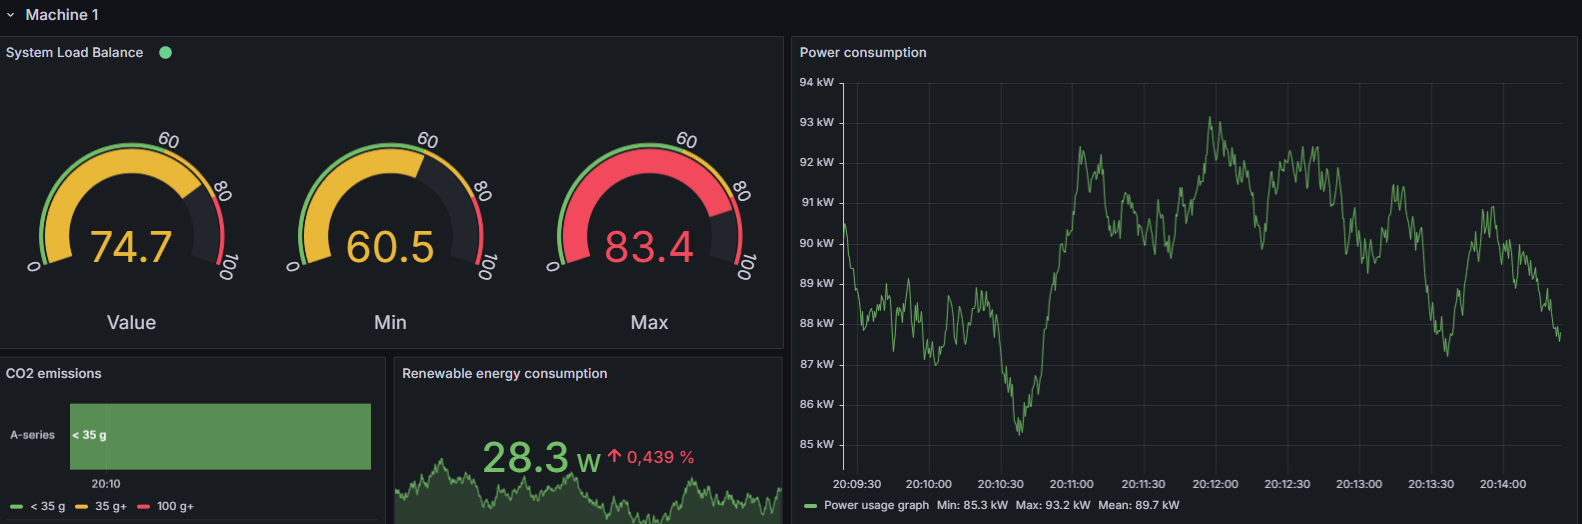 Machine 1
System Load Balance
0
60
80
100
74.7
Value
0
60
80
100
60.5
Min
0
60
80
100
83.4
Max
Power consumption
94 kW
93 kW
92 kW
91 kW
90 kW
89 kW
88 kW
87 kW
86 kW
85 kW
20:09:30 20:10:00 20:10:30 20:11:00 20:11:30 20:12:00 20:12:30 20:13:00 20:13:30 20:14:00
Power usage graph Min: 85.3 kW Max: 93.2 kW Mean: 89.7 kW
CO2 emissions
A-series
< 35 g
20:10
< 35 g 35 g+ 100 g+
Renewable energy consumption
28.3 w 0,439 %